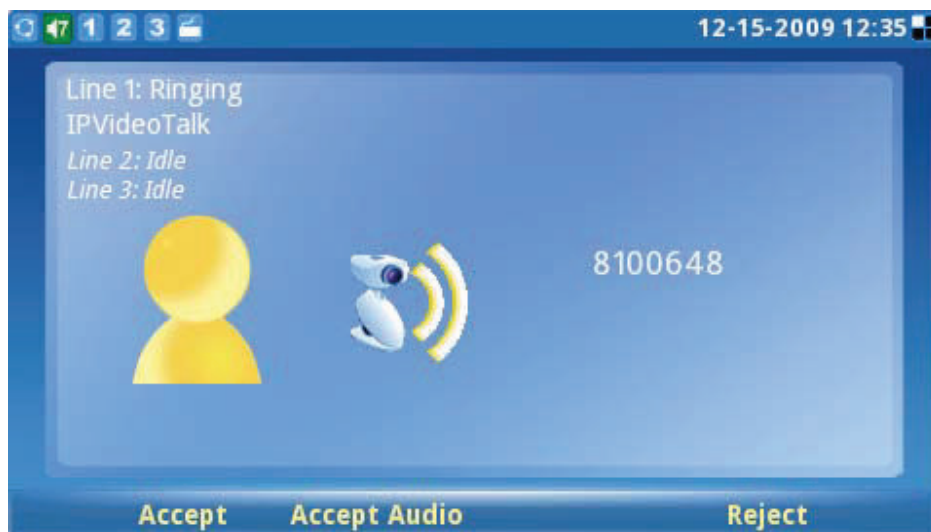 7 1 2 3 12-15-2009 12:35
Line 1: Ringing
IPVideoTalk
Line 2: Idle
Line 3: Idle
8100648
Accept Accept Audio Reject